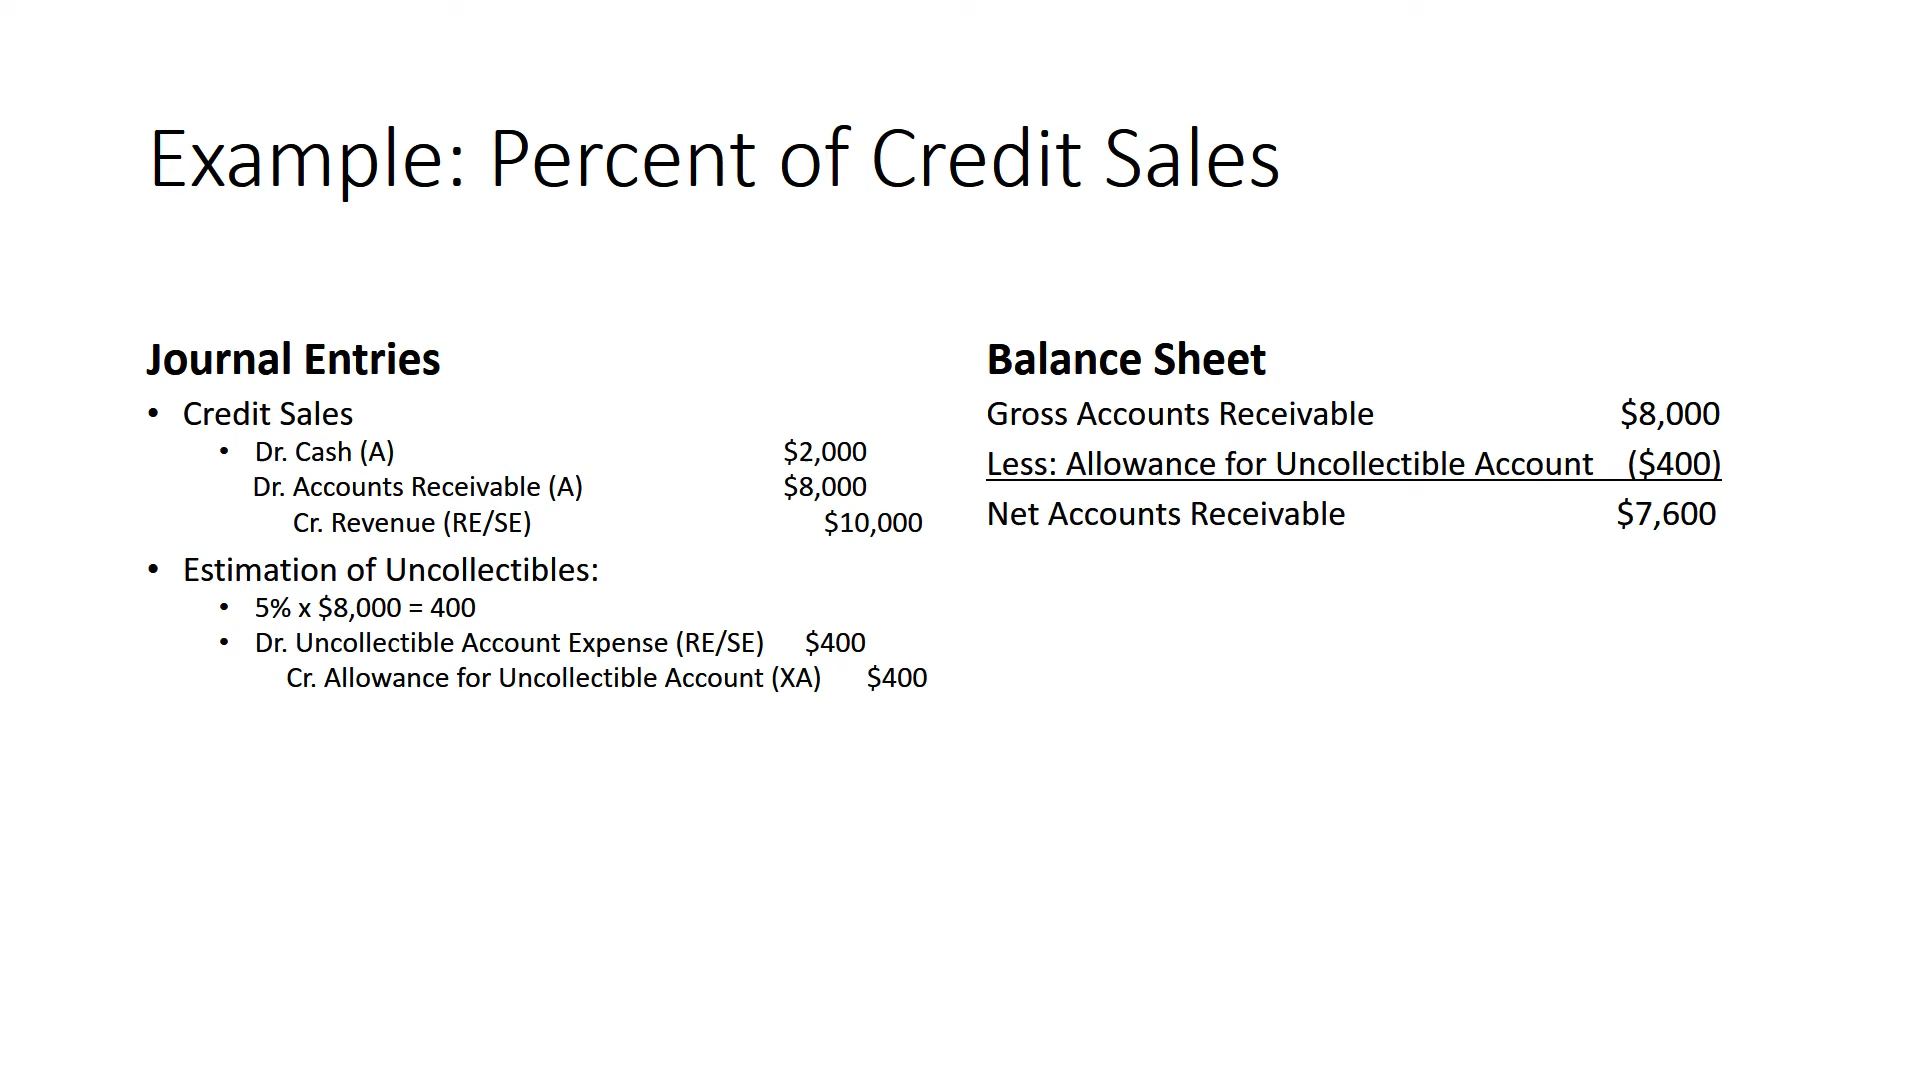 Example: Percent of Credit Sales
Journal Entries
• Credit Sales
• Dr. Cash (A) $2,000
Dr. Accounts Receivable (A) $8,000
Cr. Revenue (RE/SE) $10,000
• Estimation of Uncollectibles:
• 5% x $8,000 = 400
• Dr. Uncollectible Account Expense (RE/SE) $400
Cr. Allowance for Uncollectible Account (XA) $400
Balance Sheet
Gross Accounts Receivable $8,000
Less: Allowance for Uncollectible Account ($400)
Net Accounts Receivable $7,600